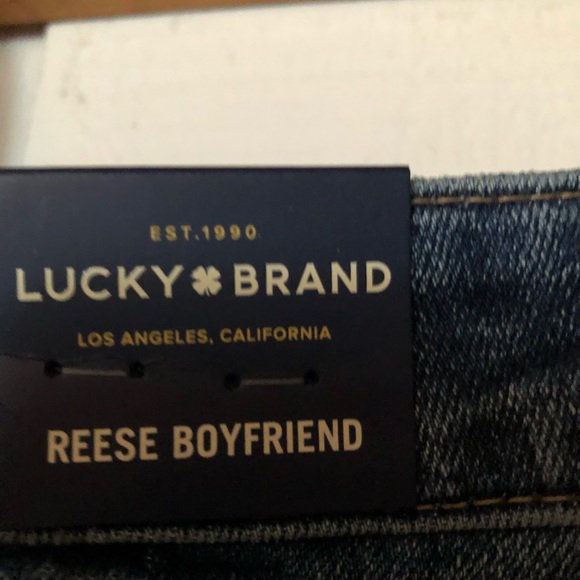 EST.1990
LUCKY BRAND
LOS ANGELES, CALIFORNIA
REESE BOYFRIEND